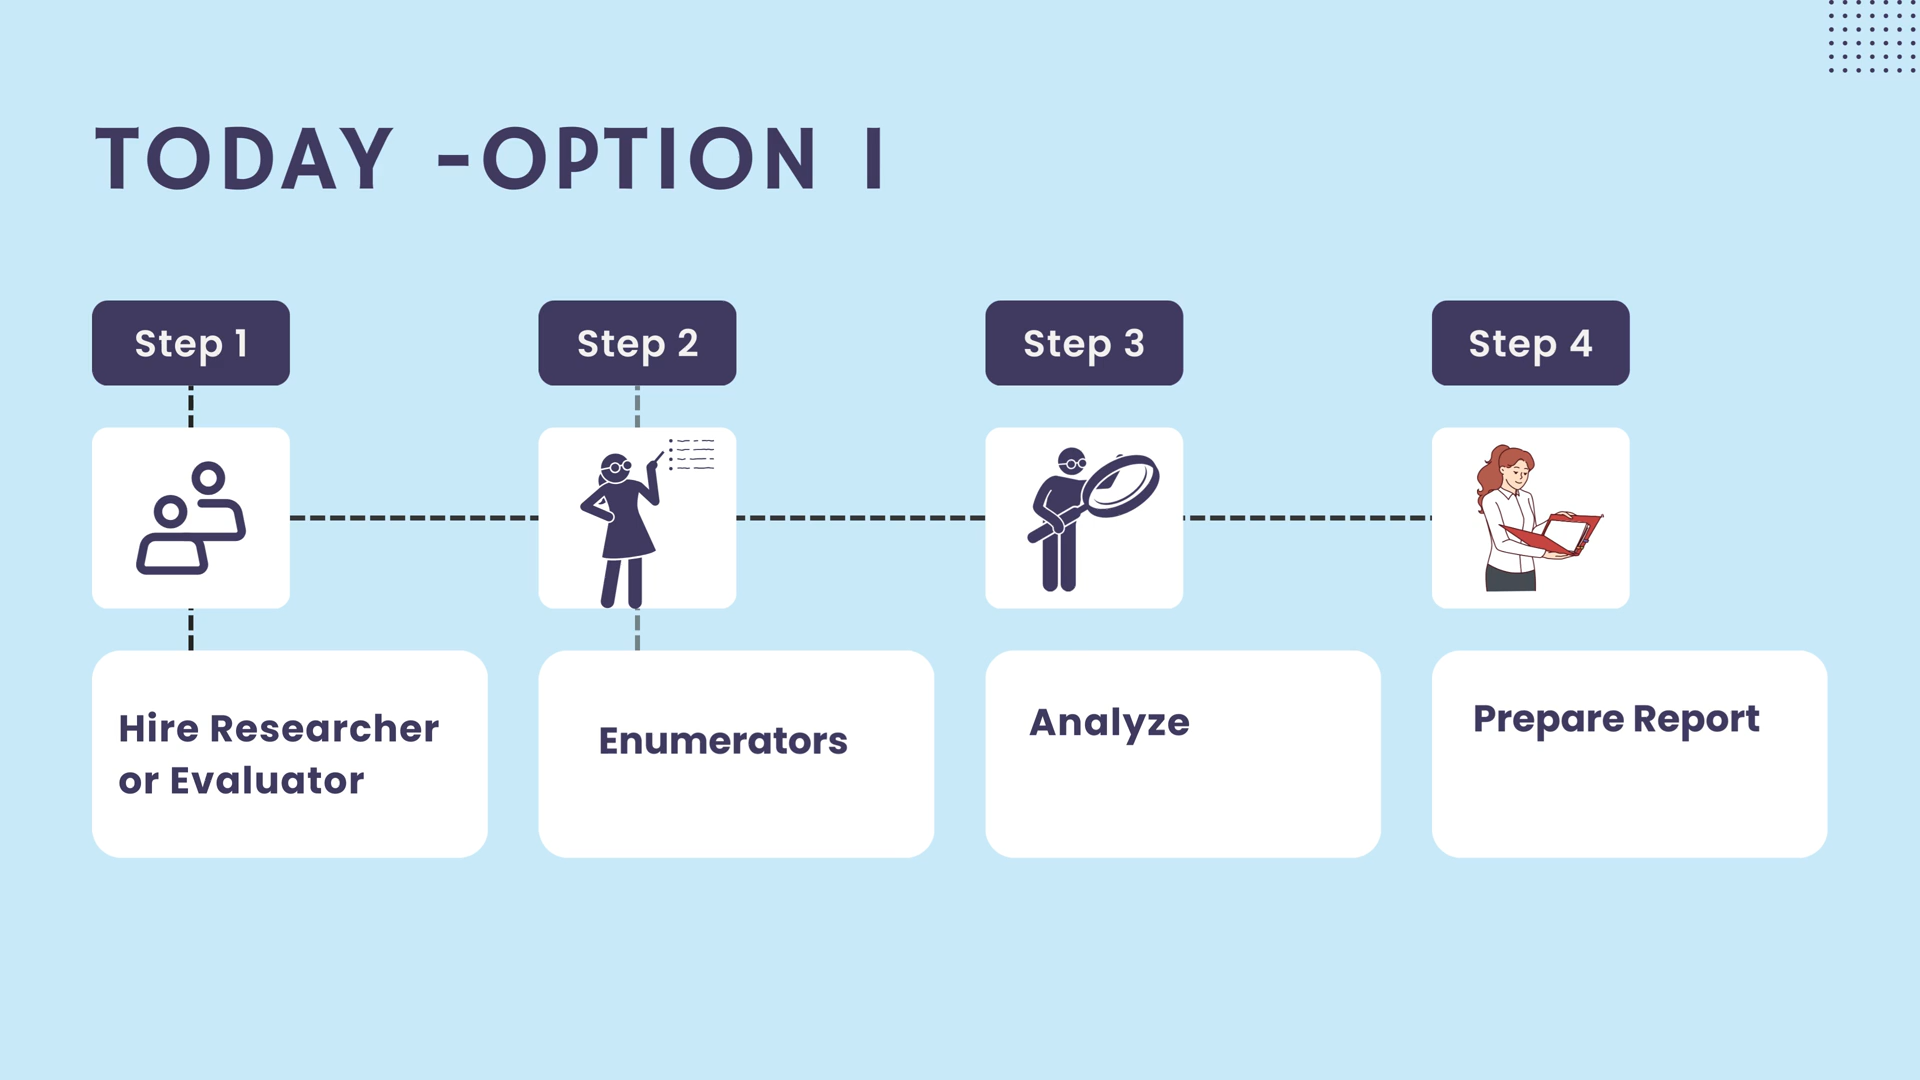 TODAY -OPTION I
Step 1
Step 2
Step 3
Step 4
Hire Researcher
or Evaluator
Enumerators
Analyze
Prepare Report